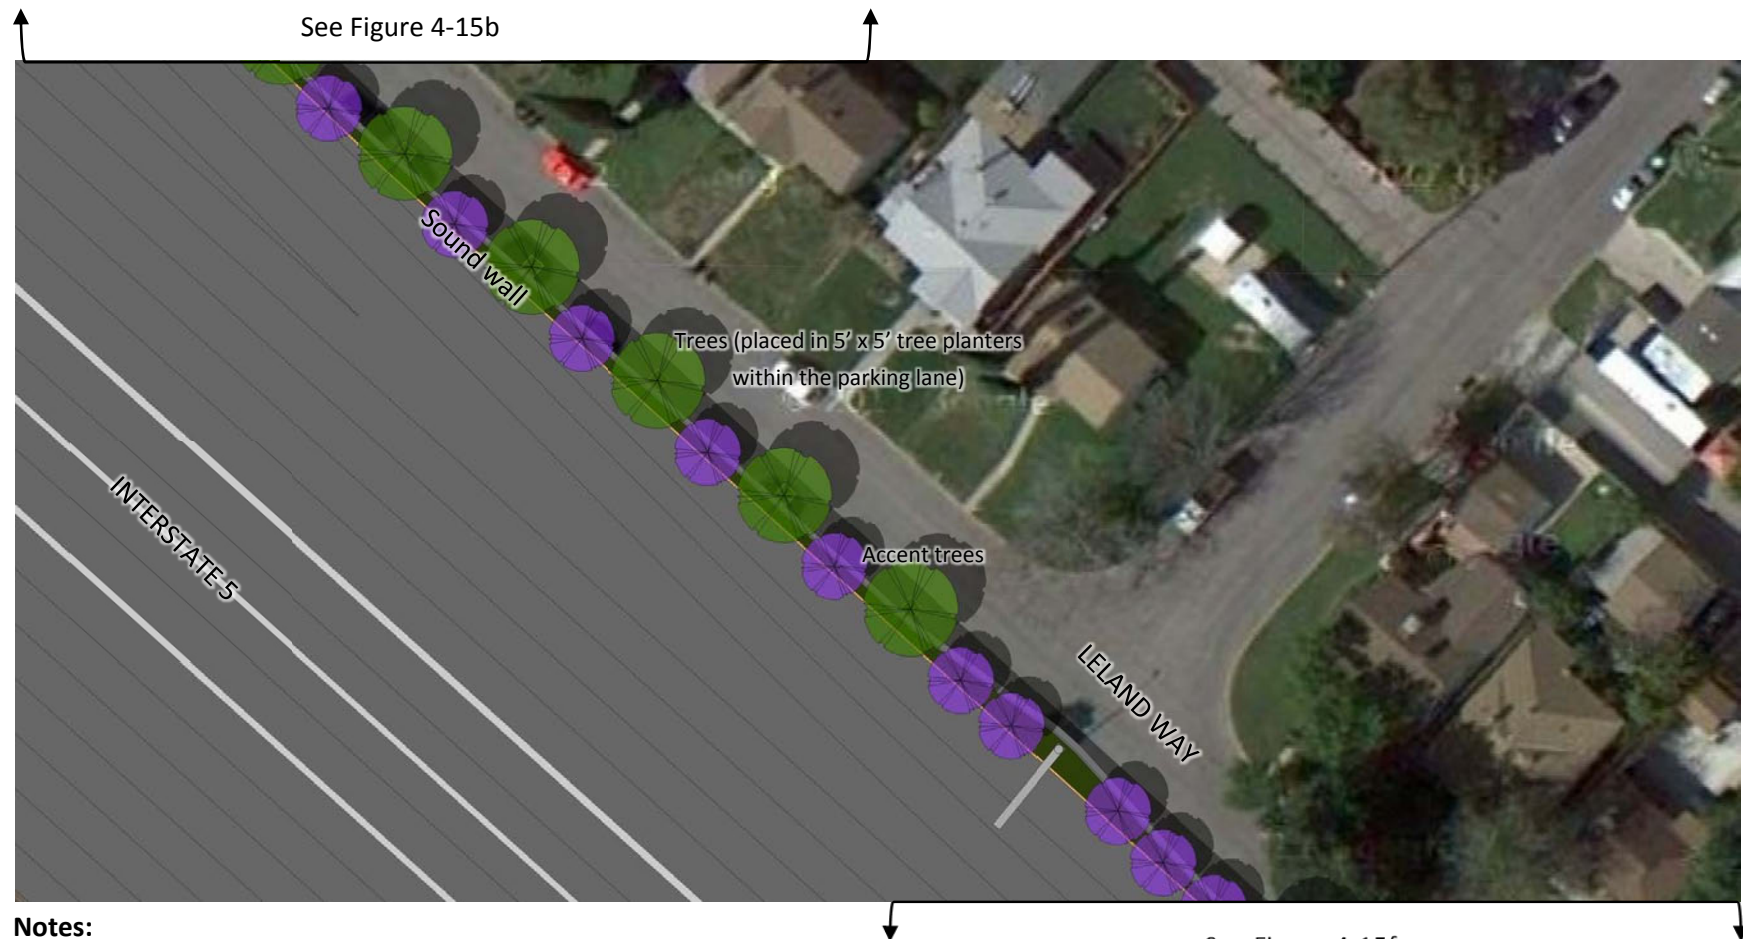 See Figure 4-15b
Sound wall
Trees (placed in 5' x 5' tree planters
within the parking lane)
INTERSTATE 5
Accent trees
LELAND WAY
Notes: